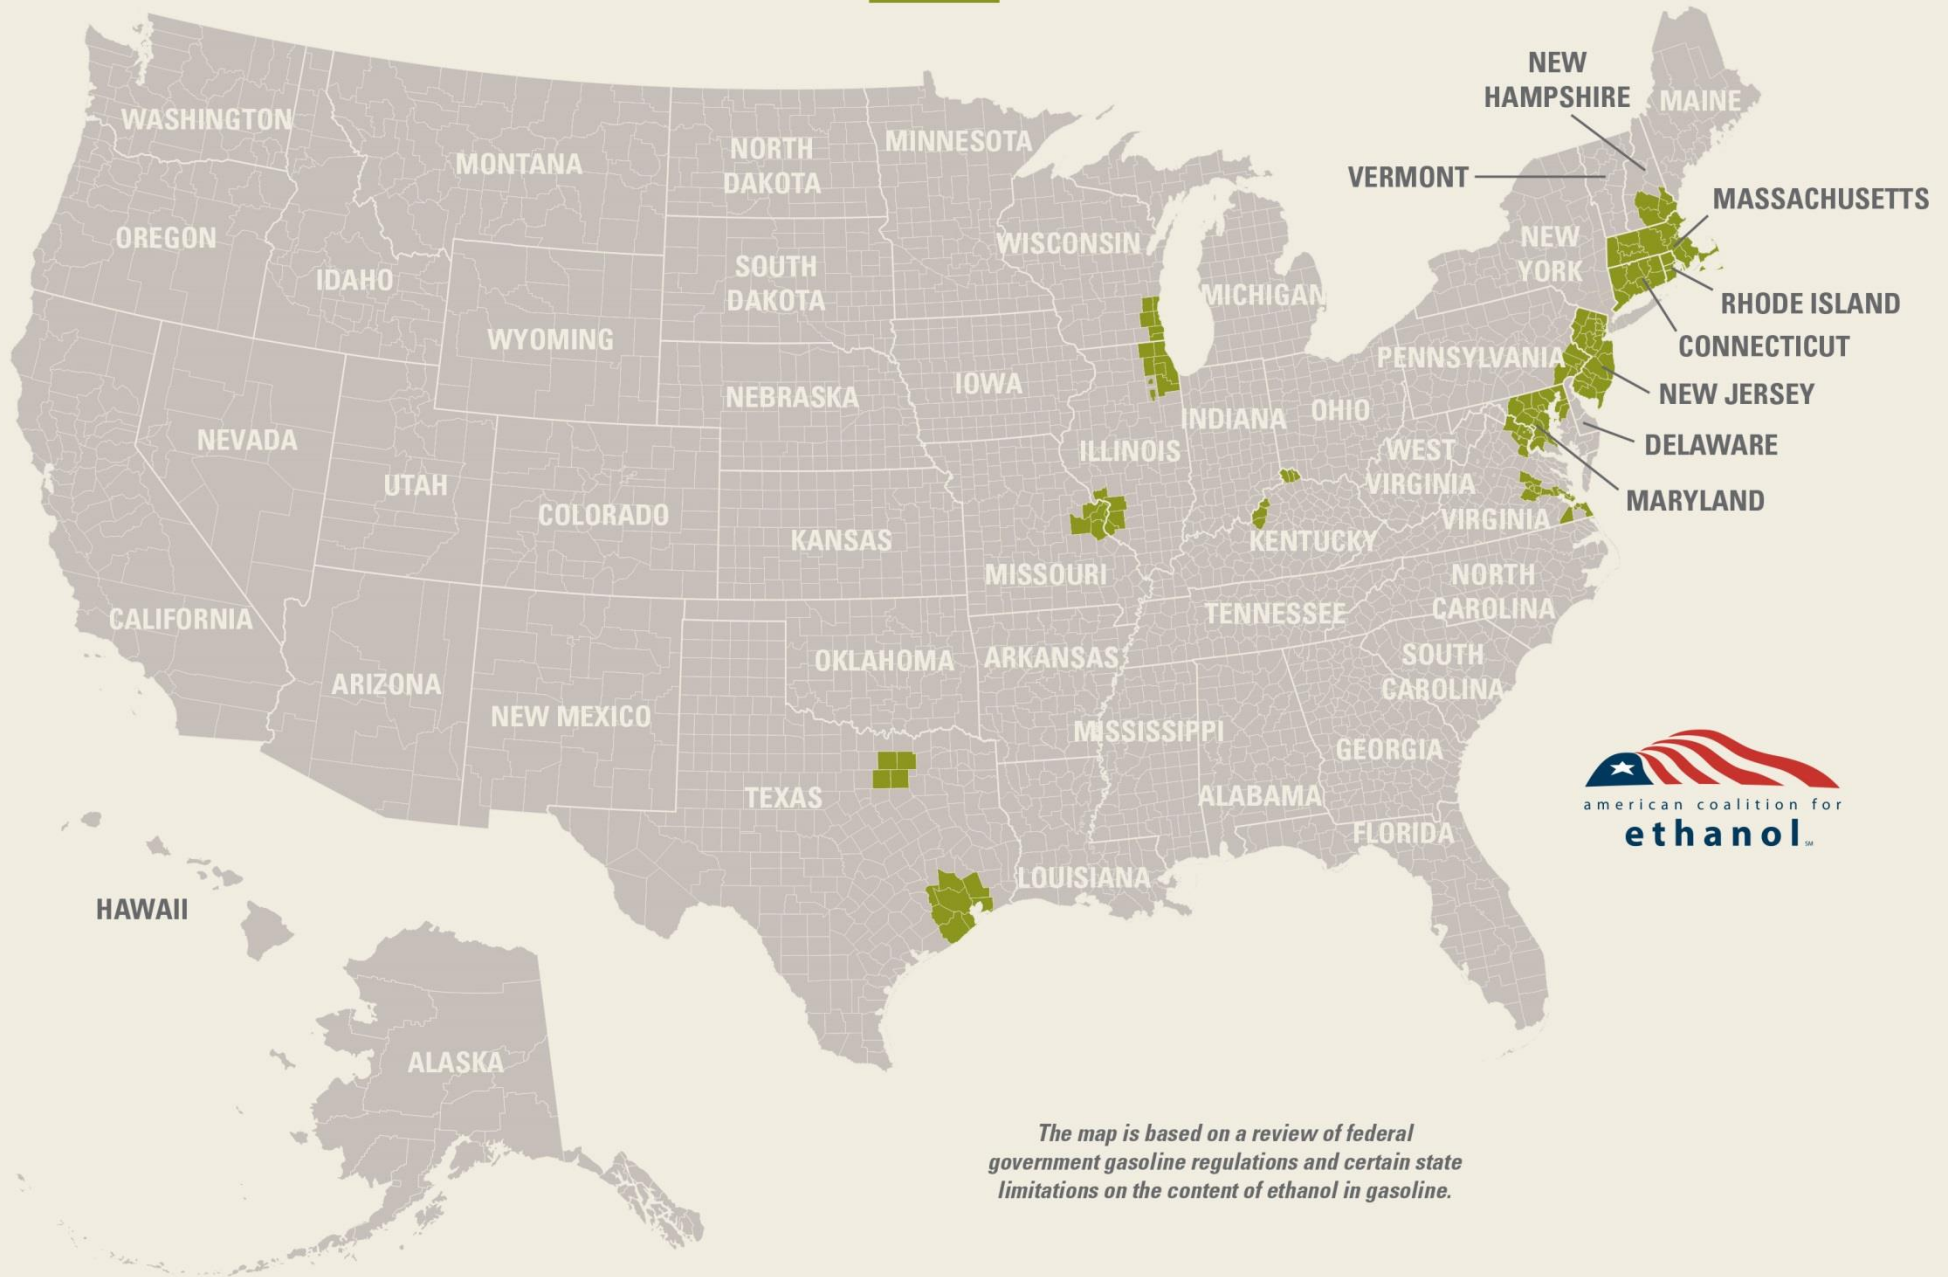 WASHINGTON
OREGON
CALIFORNIA
NEVADA
IDAHO
MONTANA
WYOMING
UTAH
ARIZONA
COLORADO
NEW MEXICO
NORTH
DAKOTA
SOUTH
DAKOTA
NEBRASKA
KANSAS
OKLAHOMA
TEXAS
MINNESOTA
IOWA
MISSOURI
ARKANSAS
LOUISIANA
WISCONSIN
ILLINOIS
MICHIGAN
INDIANA
OHIO
KENTUCKY
TENNESSEE
MISSISSIPPI
ALABAMA
GEORGIA
FLORIDA
SOUTH
CAROLINA
NORTH
CAROLINA
VIRGINIA
WEST
VIRGINIA
PENNSYLVANIA
NEW
YORK
VERMONT
NEW
HAMPSHIRE
MAINE
MASSACHUSETTS
RHODE ISLAND
CONNECTICUT
NEW JERSEY
DELAWARE
MARYLAND
HAWAII
ALASKA
american coalition for
ethanol SM
The map is based on a review of federal
government gasoline regulations and certain state
limitations on the content of ethanol in gasoline.